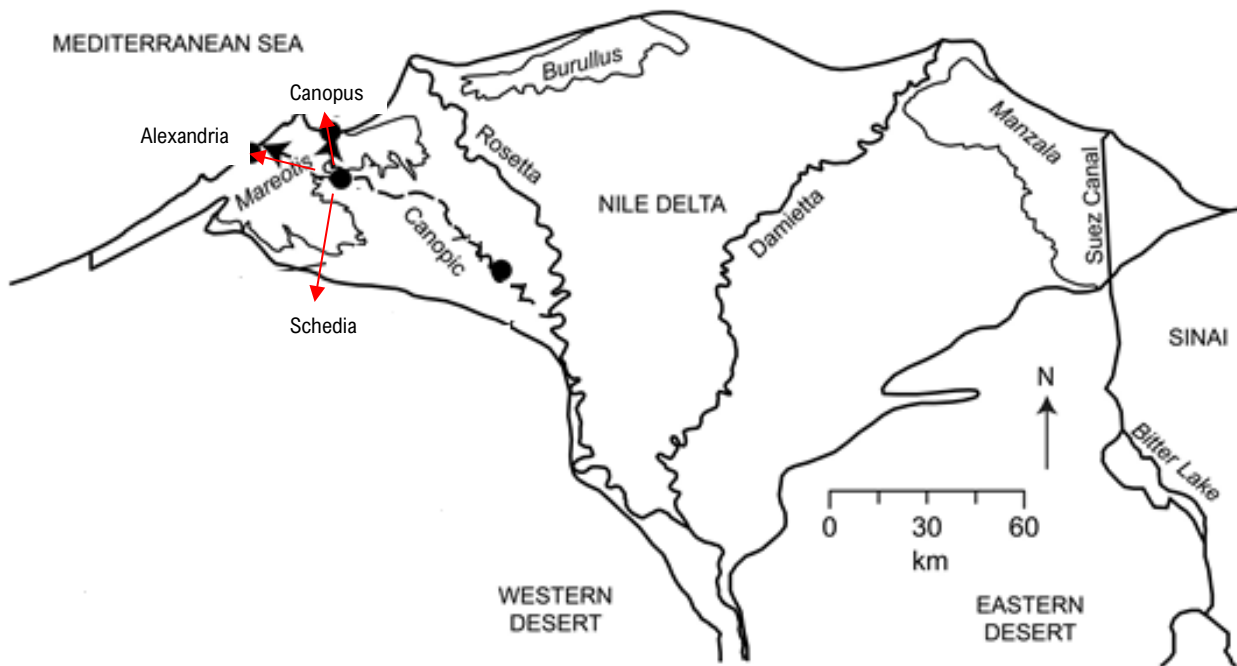 MEDITERRANEAN SEA
Burullus
Canopus
Alexandria
Manzala
Rosetta
Mareotis
NILE DELTA
Damietta
Suez Canal
Canopic
Schedia
SINAI
N
Bitter Lake
0 30 60
km
WESTERN
DESERT
EASTERN
DESERT